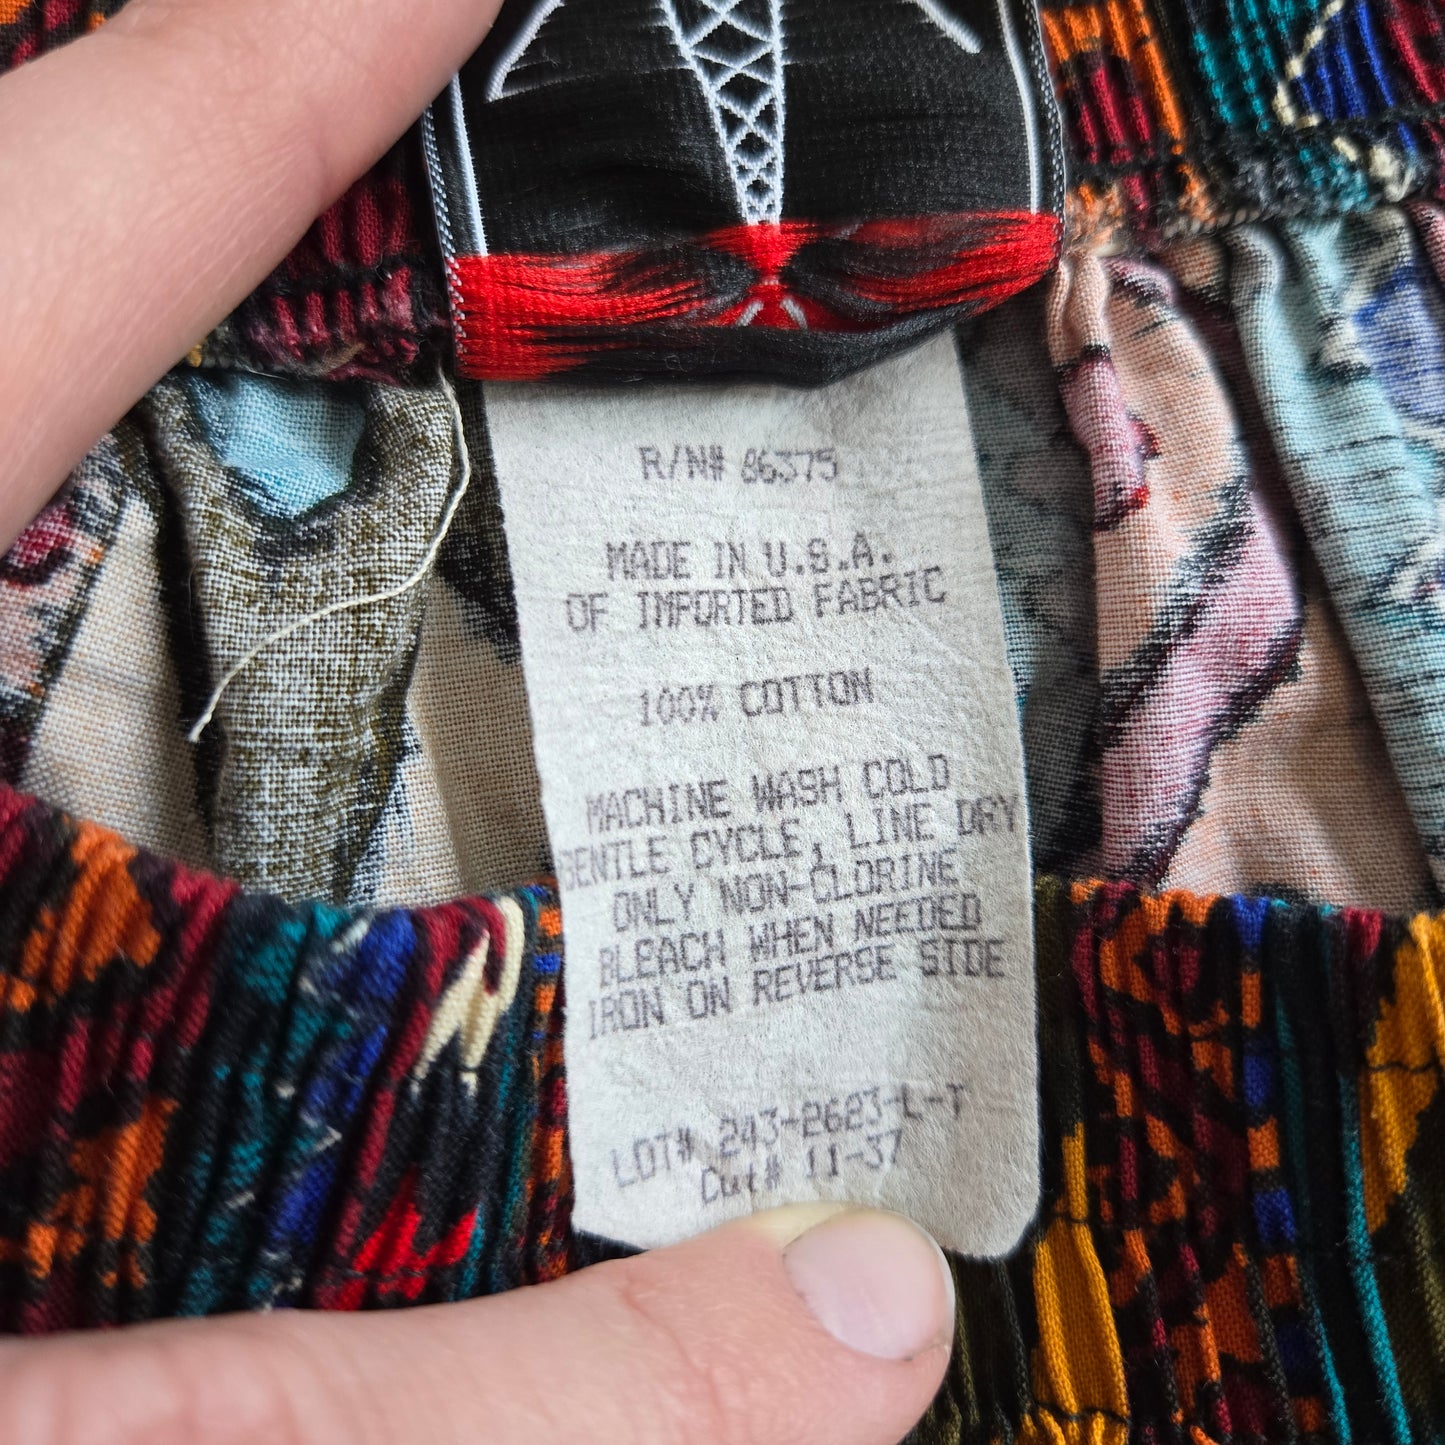 R/N# 86375
MADE IN U.S.A.
OF IMPORTED FABRIC
100% COTTON
MACHINE WASH COLD
GENTLE CYCLE, LINE DRY
ONLY NON-CLORINE
BLEACH WHEN NEEDED
IRON ON REVERSE SIDE
LOT# 243-2623-L-T
Cut# 11-37